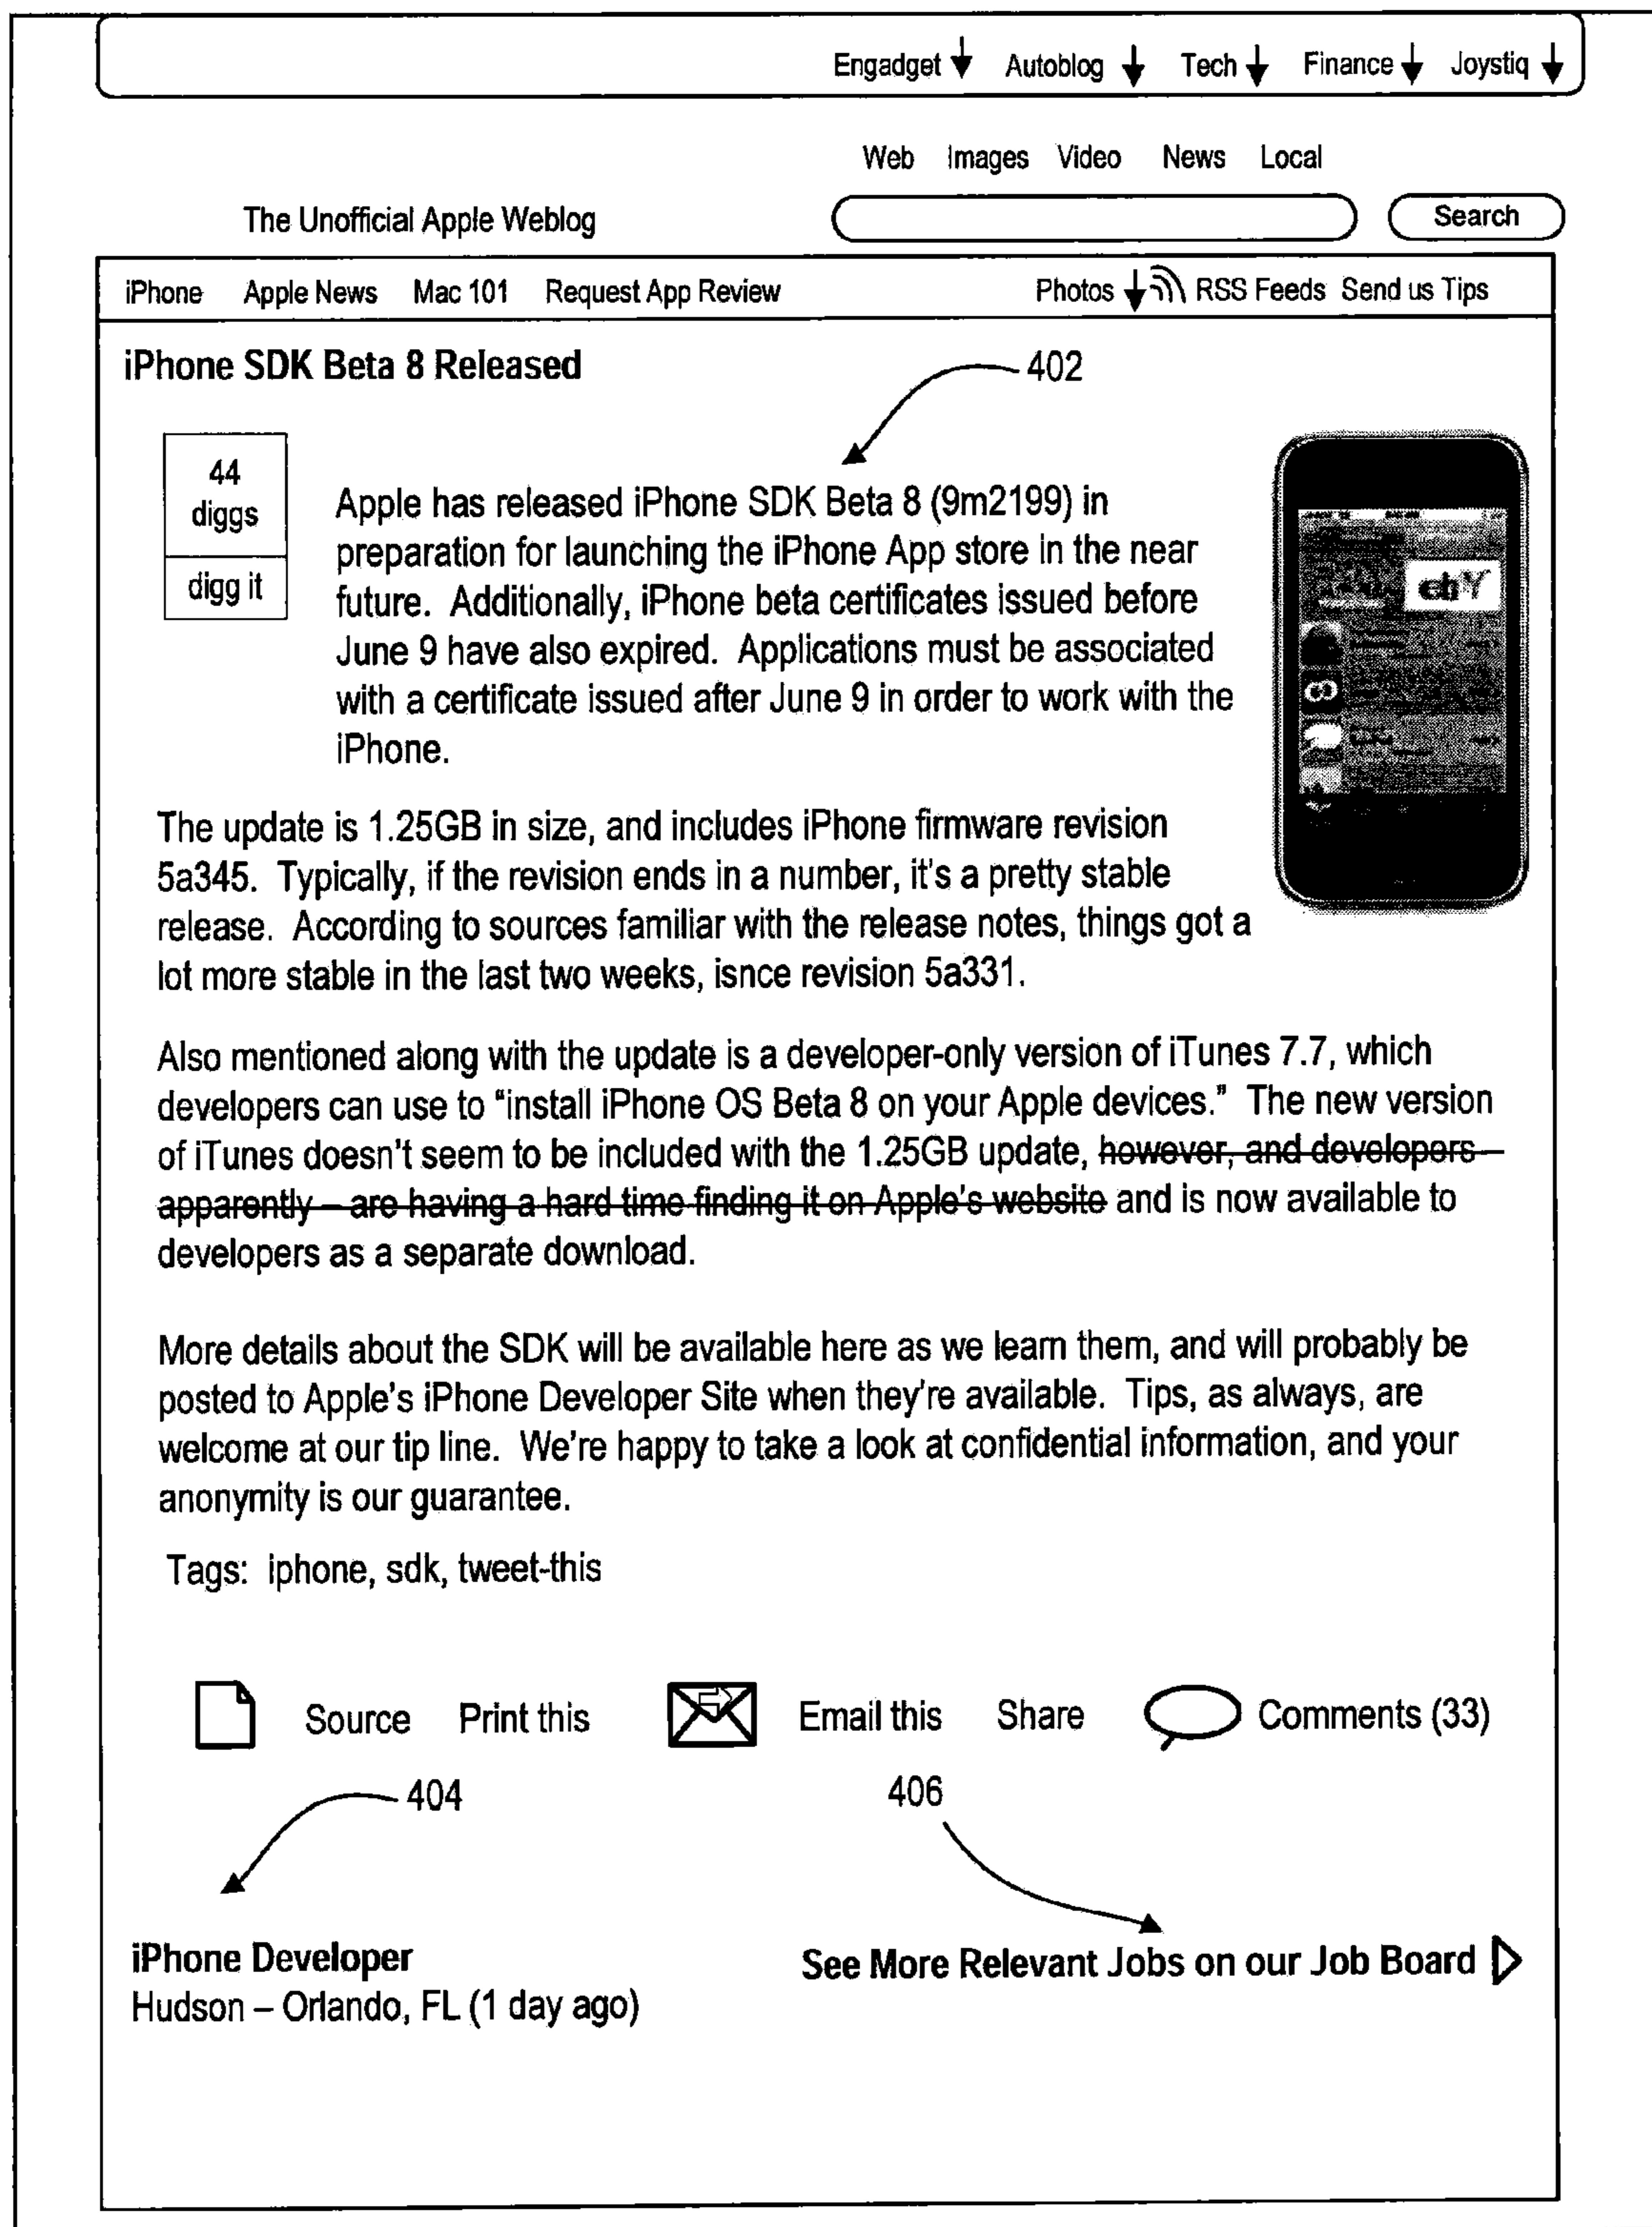 Engadget Autoblog Tech Finance Joystiq
Web Images Video News Local
The Unofficial Apple Weblog
Search
iPhone Apple News Mac 101 Request App Review Photos RSS Feeds Send us Tips
iPhone SDK Beta 8 Released
402
44
diggs
digg it
Apple has released iPhone SDK Beta 8 (9m2199) in
preparation for launching the iPhone App store in the near
future. Additionally, iPhone beta certificates issued before
June 9 have also expired. Applications must be associated
with a certificate issued after June 9 in order to work with the
iPhone.
The update is 1.25GB in size, and includes iPhone firmware revision
5a345. Typically, if the revision ends in a number, it's a pretty stable
release. According to sources familiar with the release notes, things got a
lot more stable in the last two weeks, isnce revision 5a331.
Also mentioned along with the update is a developer-only version of iTunes 7.7, which
developers can use to “install iPhone OS Beta 8 on your Apple devices.” The new version
of iTunes doesn't seem to be included with the 1.25GB update, however, and developers –
apparently – are having a hard time finding it on Apple's website and is now available to
developers as a separate download.
More details about the SDK will be available here as we learn them, and will probably be
posted to Apple's iPhone Developer Site when they're available. Tips, as always, are
welcome at our tip line. We're happy to take a look at confidential information, and your
anonymity is our guarantee.
Tags: iphone, sdk, tweet-this
Source Print this Email this Share Comments (33)
404
406
iPhone Developer
Hudson – Orlando, FL (1 day ago)
See More Relevant Jobs on our Job Board